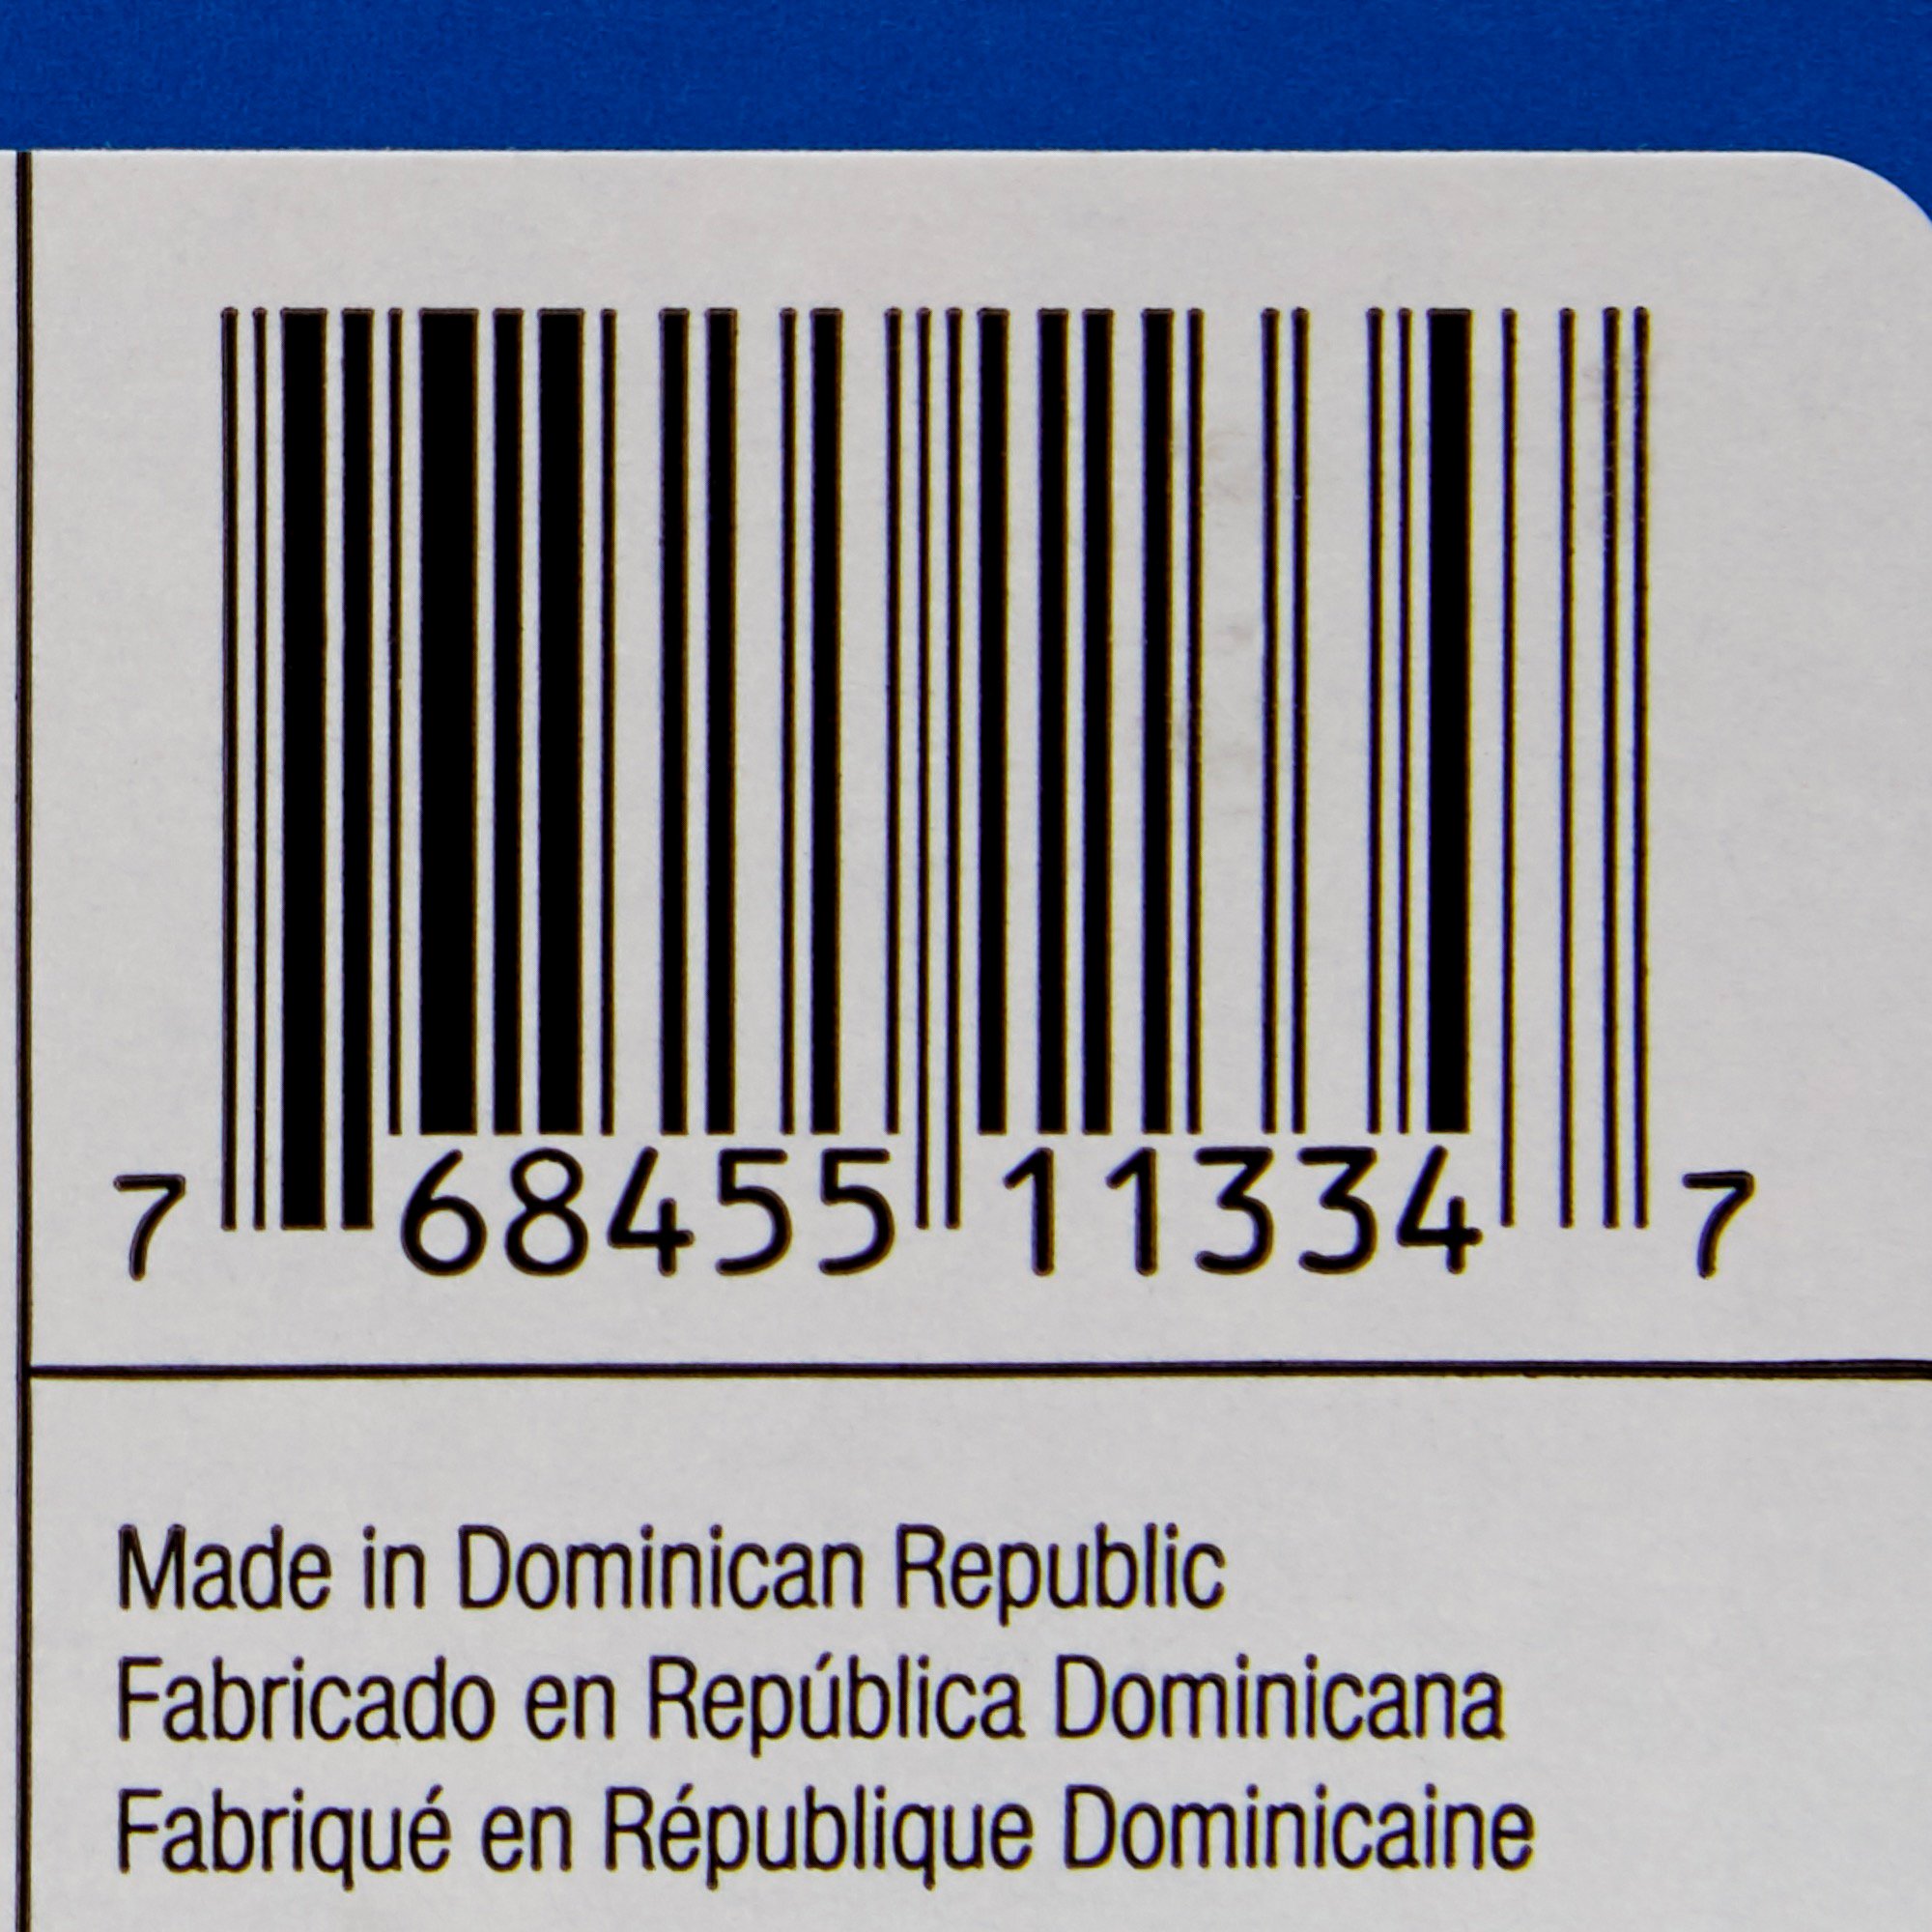 7 68455 11334 7
Made in Dominican Republic
Fabricado en República Dominicana
Fabriqué en République Dominicaine